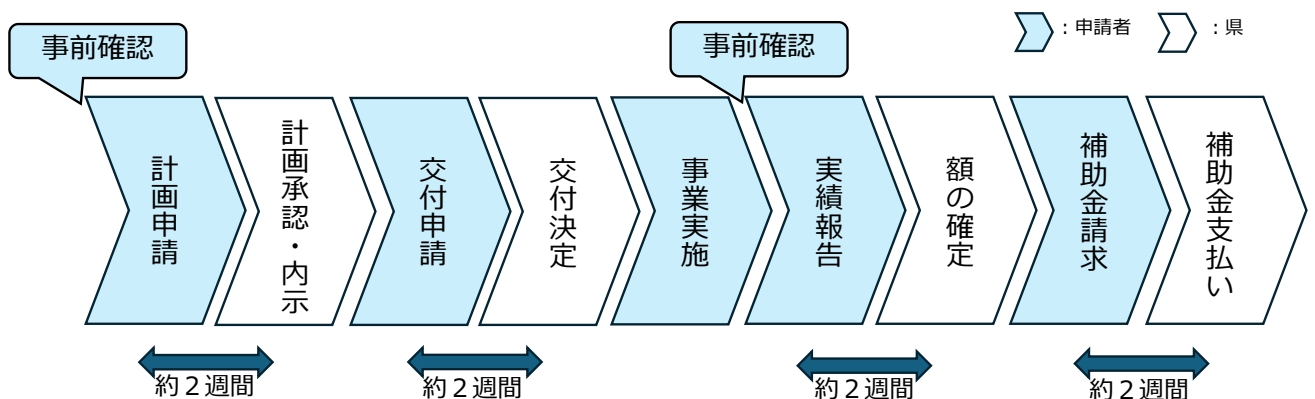 事前確認
事前確認
：申請者
：県
計画申請
計画承認・内示
交付申請
交付決定
事業実施
実績報告
額の確定
補助金請求
補助金支払い
約２週間
約２週間
約２週間
約２週間